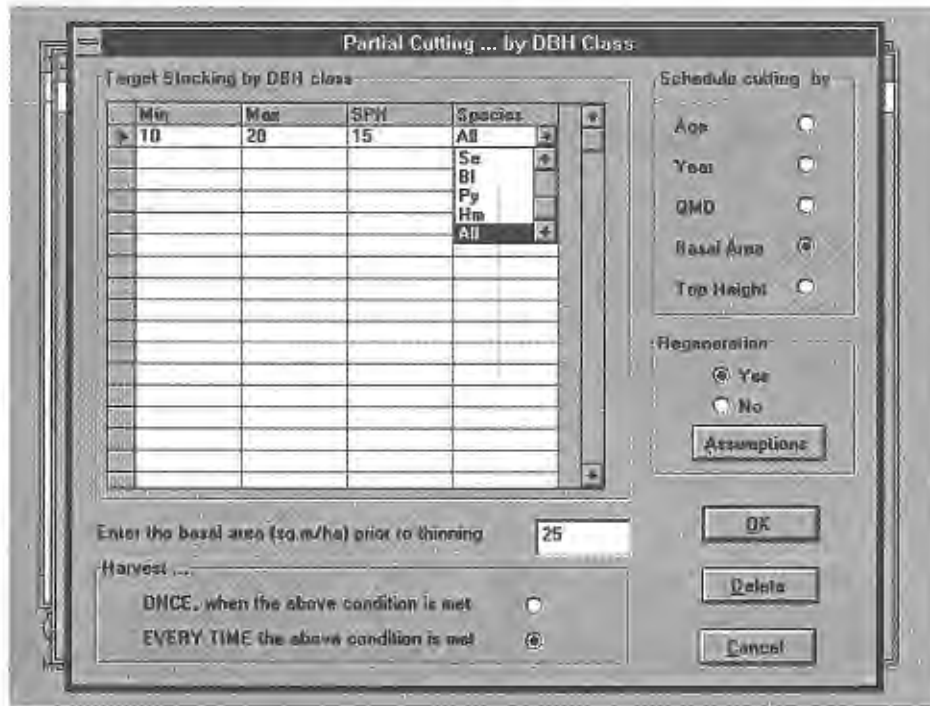 Partial Cutting ... by DBH Class
Target Stocking by DBH class
Min Max SPH Species
10 20 15 All
Se
Bl
Py
Hm
All
Schedule cutting by
Age
Year
QMD
Basal Area
Top Height
Regeneration
Yes
No
Assumptions
Enter the basal area (sq.m/ha) prior to thinning 25
Harvest ...
ONCE, when the above condition is met
EVERY TIME the above condition is met
OK
Delete
Cancel